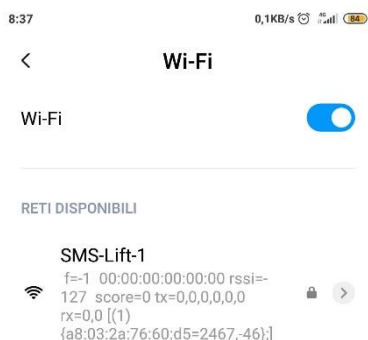 8:37
0,1KB/s 4G 84
Wi-Fi
Wi-Fi
RETI DISPONIBILI
SMS-Lift-1
f=-1 00:00:00:00:00:00 rssi=-
127 score=0 tx=0,0,0,0,0,0
rx=0,0 [(1)
{a8:03:2a:76:60:d5=2467,-46};]